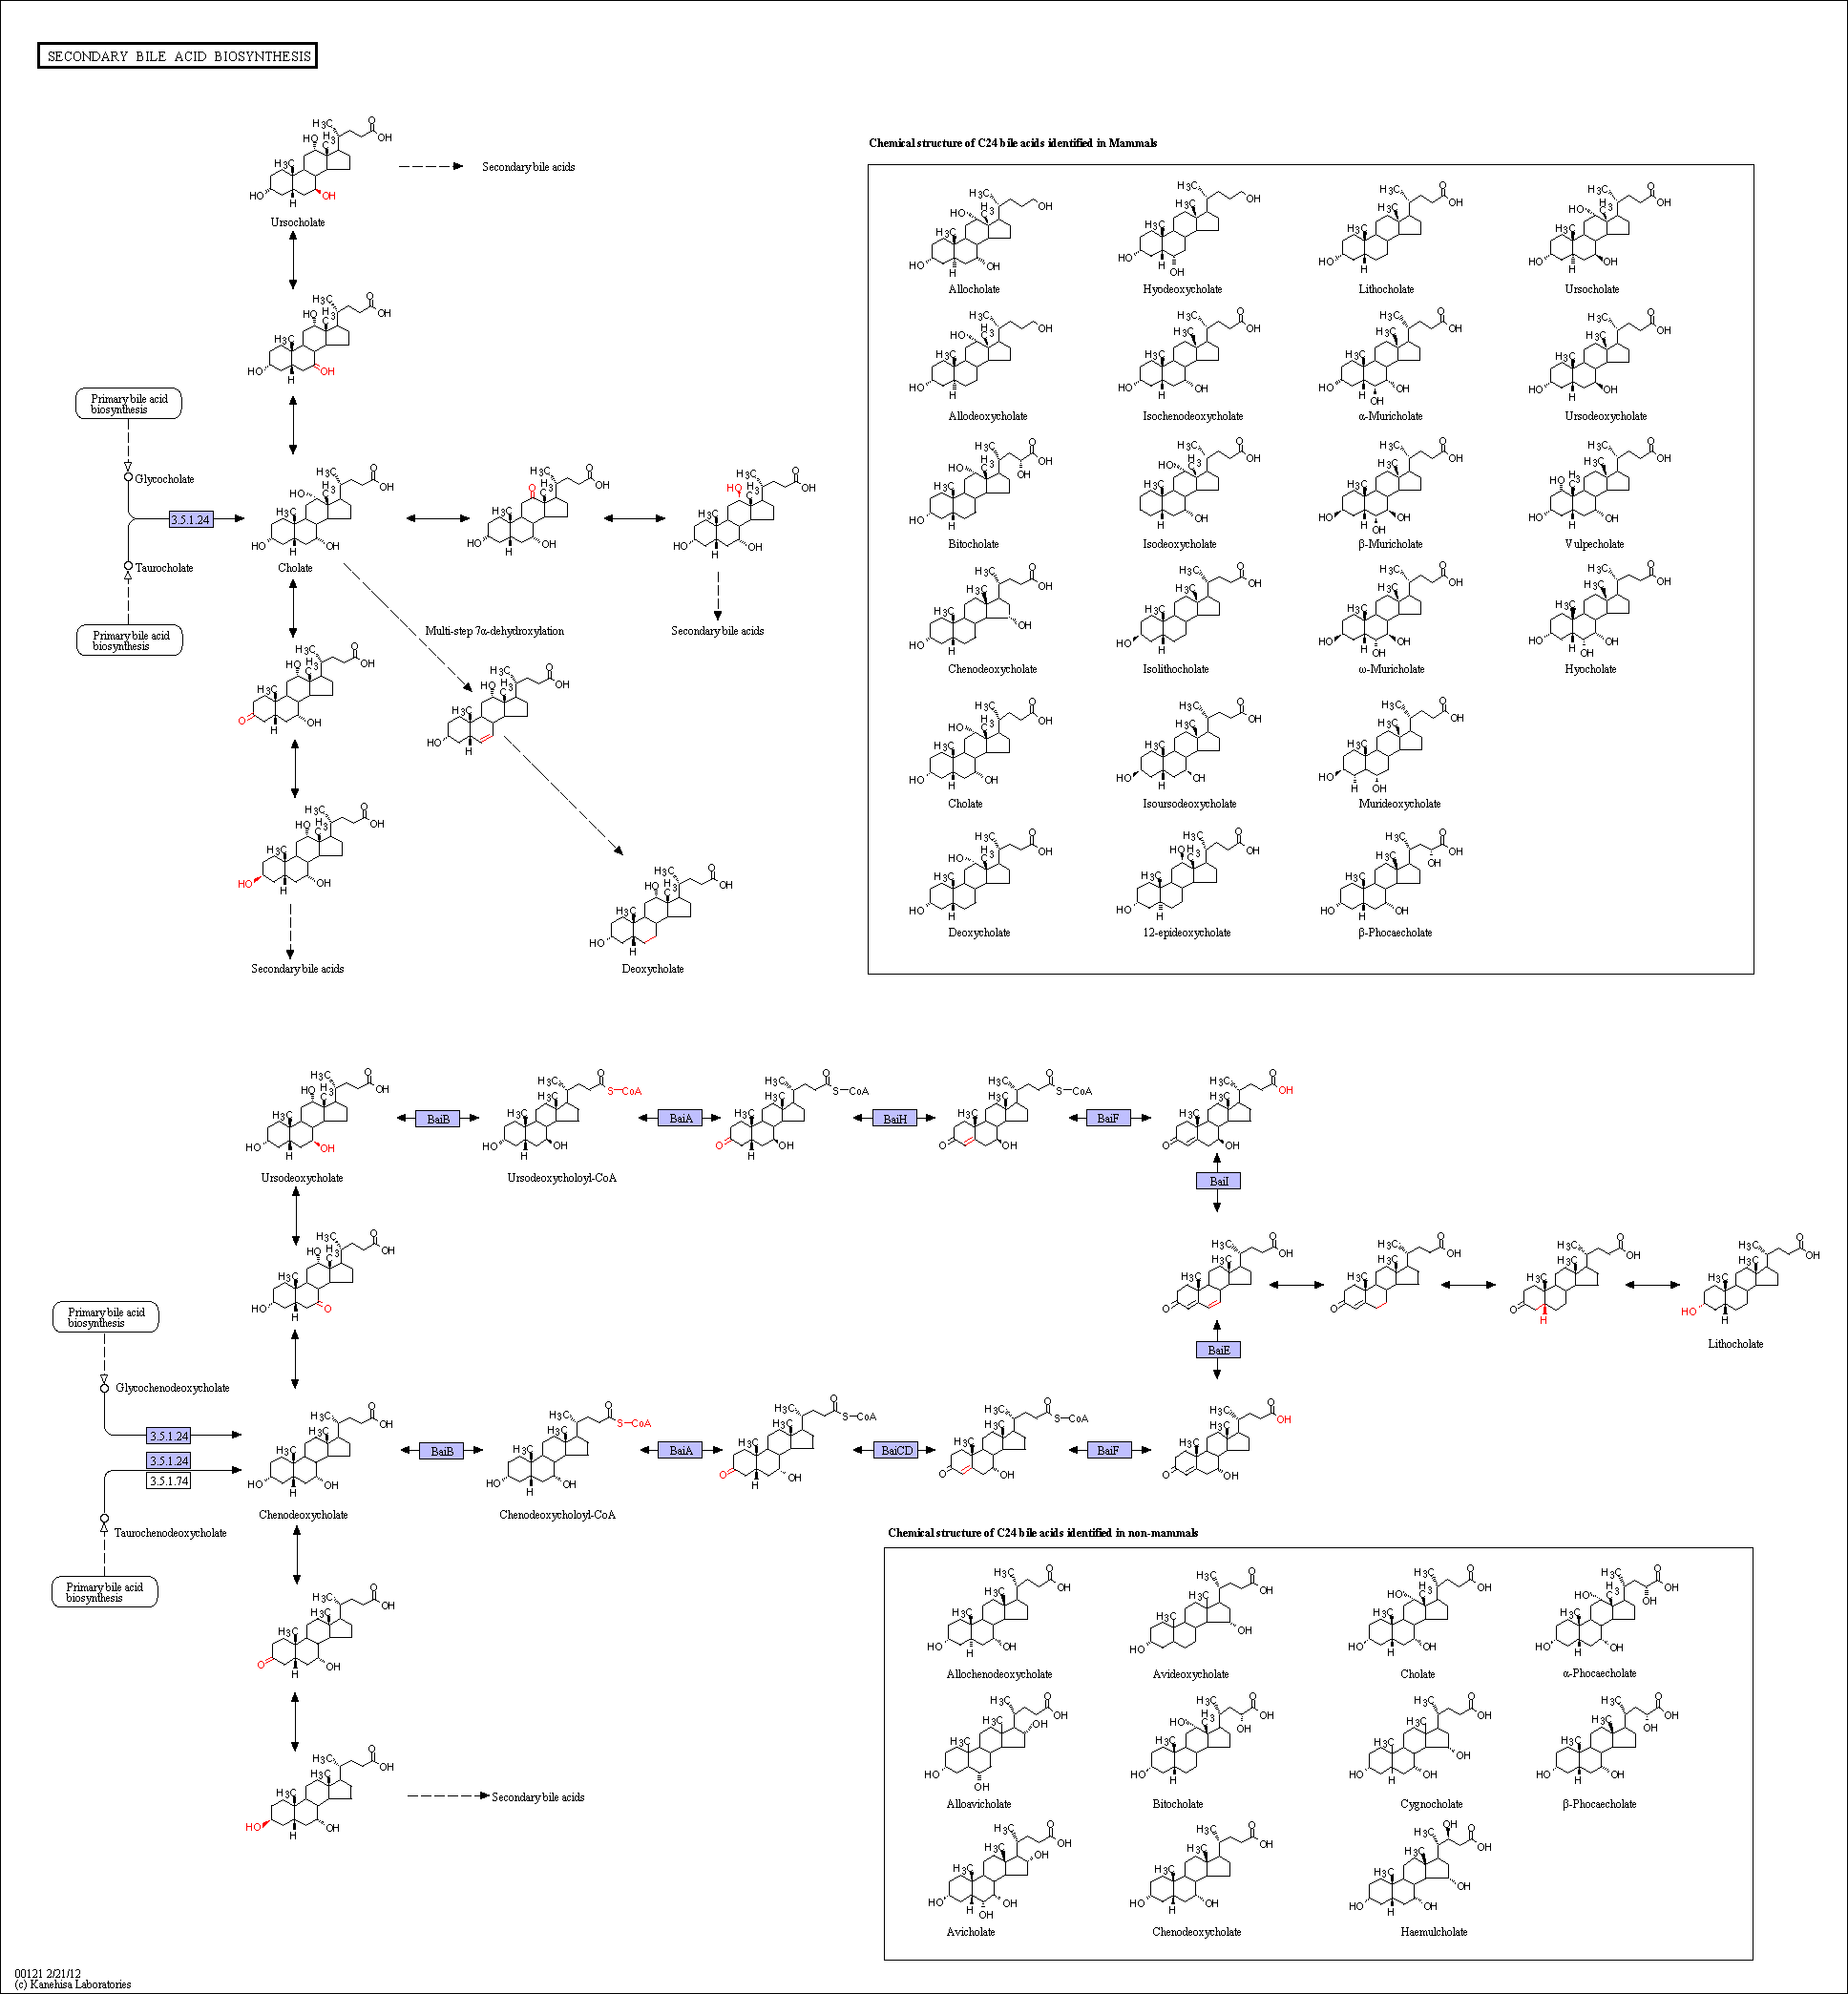 SECONDARY BILE ACID BIOSYNTHESIS
Secondary bile acids
Ursocholate
Primary bile acid
biosynthesis
Glycocholate
3.5.1.24
Taurocholate
Primary bile acid
biosynthesis
Cholate
Multi-step 7α-dehydroxylation
Secondary bile acids
Secondary bile acids
Deoxycholate
Chemical structure of C24 bile acids identified in Mammals
Allocholate
Hyodeoxycholate
Lithocholate
Ursocholate
Allodeoxycholate
Isochenodeoxycholate
α-Muricholate
Ursodeoxycholate
Bitocholate
Isodeoxycholate
β-Muricholate
Vulpecholate
Chenodeoxycholate
Isolithocholate
ω-Muricholate
Hyocholate
Cholate
Isoursodeoxycholate
Murideoxycholate
Deoxycholate
12-epideoxycholate
β-Phocaecholate
BaiB
BaiA
BaiH
BaiF
Ursodeoxycholate
Ursodeoxycholoyl-CoA
BaiI
Lithocholate
BaiE
Primary bile acid
biosynthesis
Glycochenodeoxycholate
3.5.1.24
3.5.1.24
3.5.1.74
Taurochenodeoxycholate
Primary bile acid
biosynthesis
BaiB
BaiA
BaiCD
BaiF
Chenodeoxycholate
Chenodeoxycholoyl-CoA
Secondary bile acids
Chemical structure of C24 bile acids identified in non-mammals
Allochenodeoxycholate
Avideoxycholate
Cholate
α-Phocaecholate
Alloavicholate
Bitocholate
Cygnocholate
β-Phocaecholate
Avicholate
Chenodeoxycholate
Haemulcholate
00121 2/21/12
(c) Kanehisa Laboratories